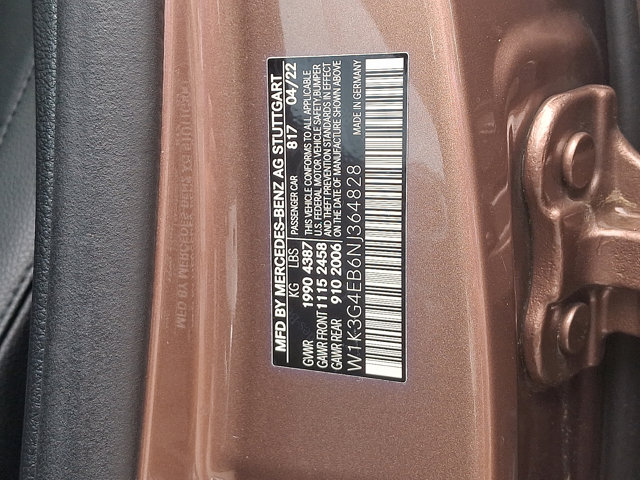 MFD BY MERCEDES-BENZ AG STUTTGART
PASSENGER CAR 817 04/22
KG LBS
GVWR 1990 4387
GAWR FRONT 1115 2458
GAWR REAR 910 2006
THIS VEHICLE CONFORMS TO ALL APPLICABLE
U.S. FEDERAL MOTOR VEHICLE SAFETY, BUMPER
AND THEFT PREVENTION STANDARDS IN EFFECT
ON THE DATE OF MANUFACTURE SHOWN ABOVE
MADE IN GERMANY
W1K3G4EB6NJ364828